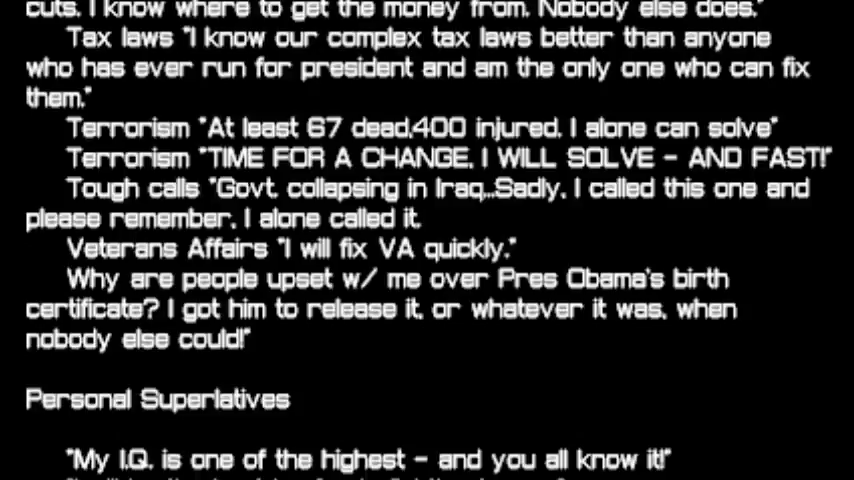 cuts. I know where to get the money from. Nobody else does."
Tax laws "I know our complex tax laws better than anyone
who has ever run for president and am the only one who can fix
them."
Terrorism "At least 67 dead,400 injured. I alone can solve"
Terrorism "TIME FOR A CHANGE, I WILL SOLVE - AND FAST!"
Tough calls "Govt. collapsing in Iraq...Sadly, I called this one and
please remember, I alone called it.
Veterans Affairs "I will fix VA quickly."
Why are people upset w/ me over Pres Obama's birth
certificate? I got him to release it, or whatever it was, when
nobody else could!"
Personal Superlatives
"My I.Q. is one of the highest - and you all know it!"